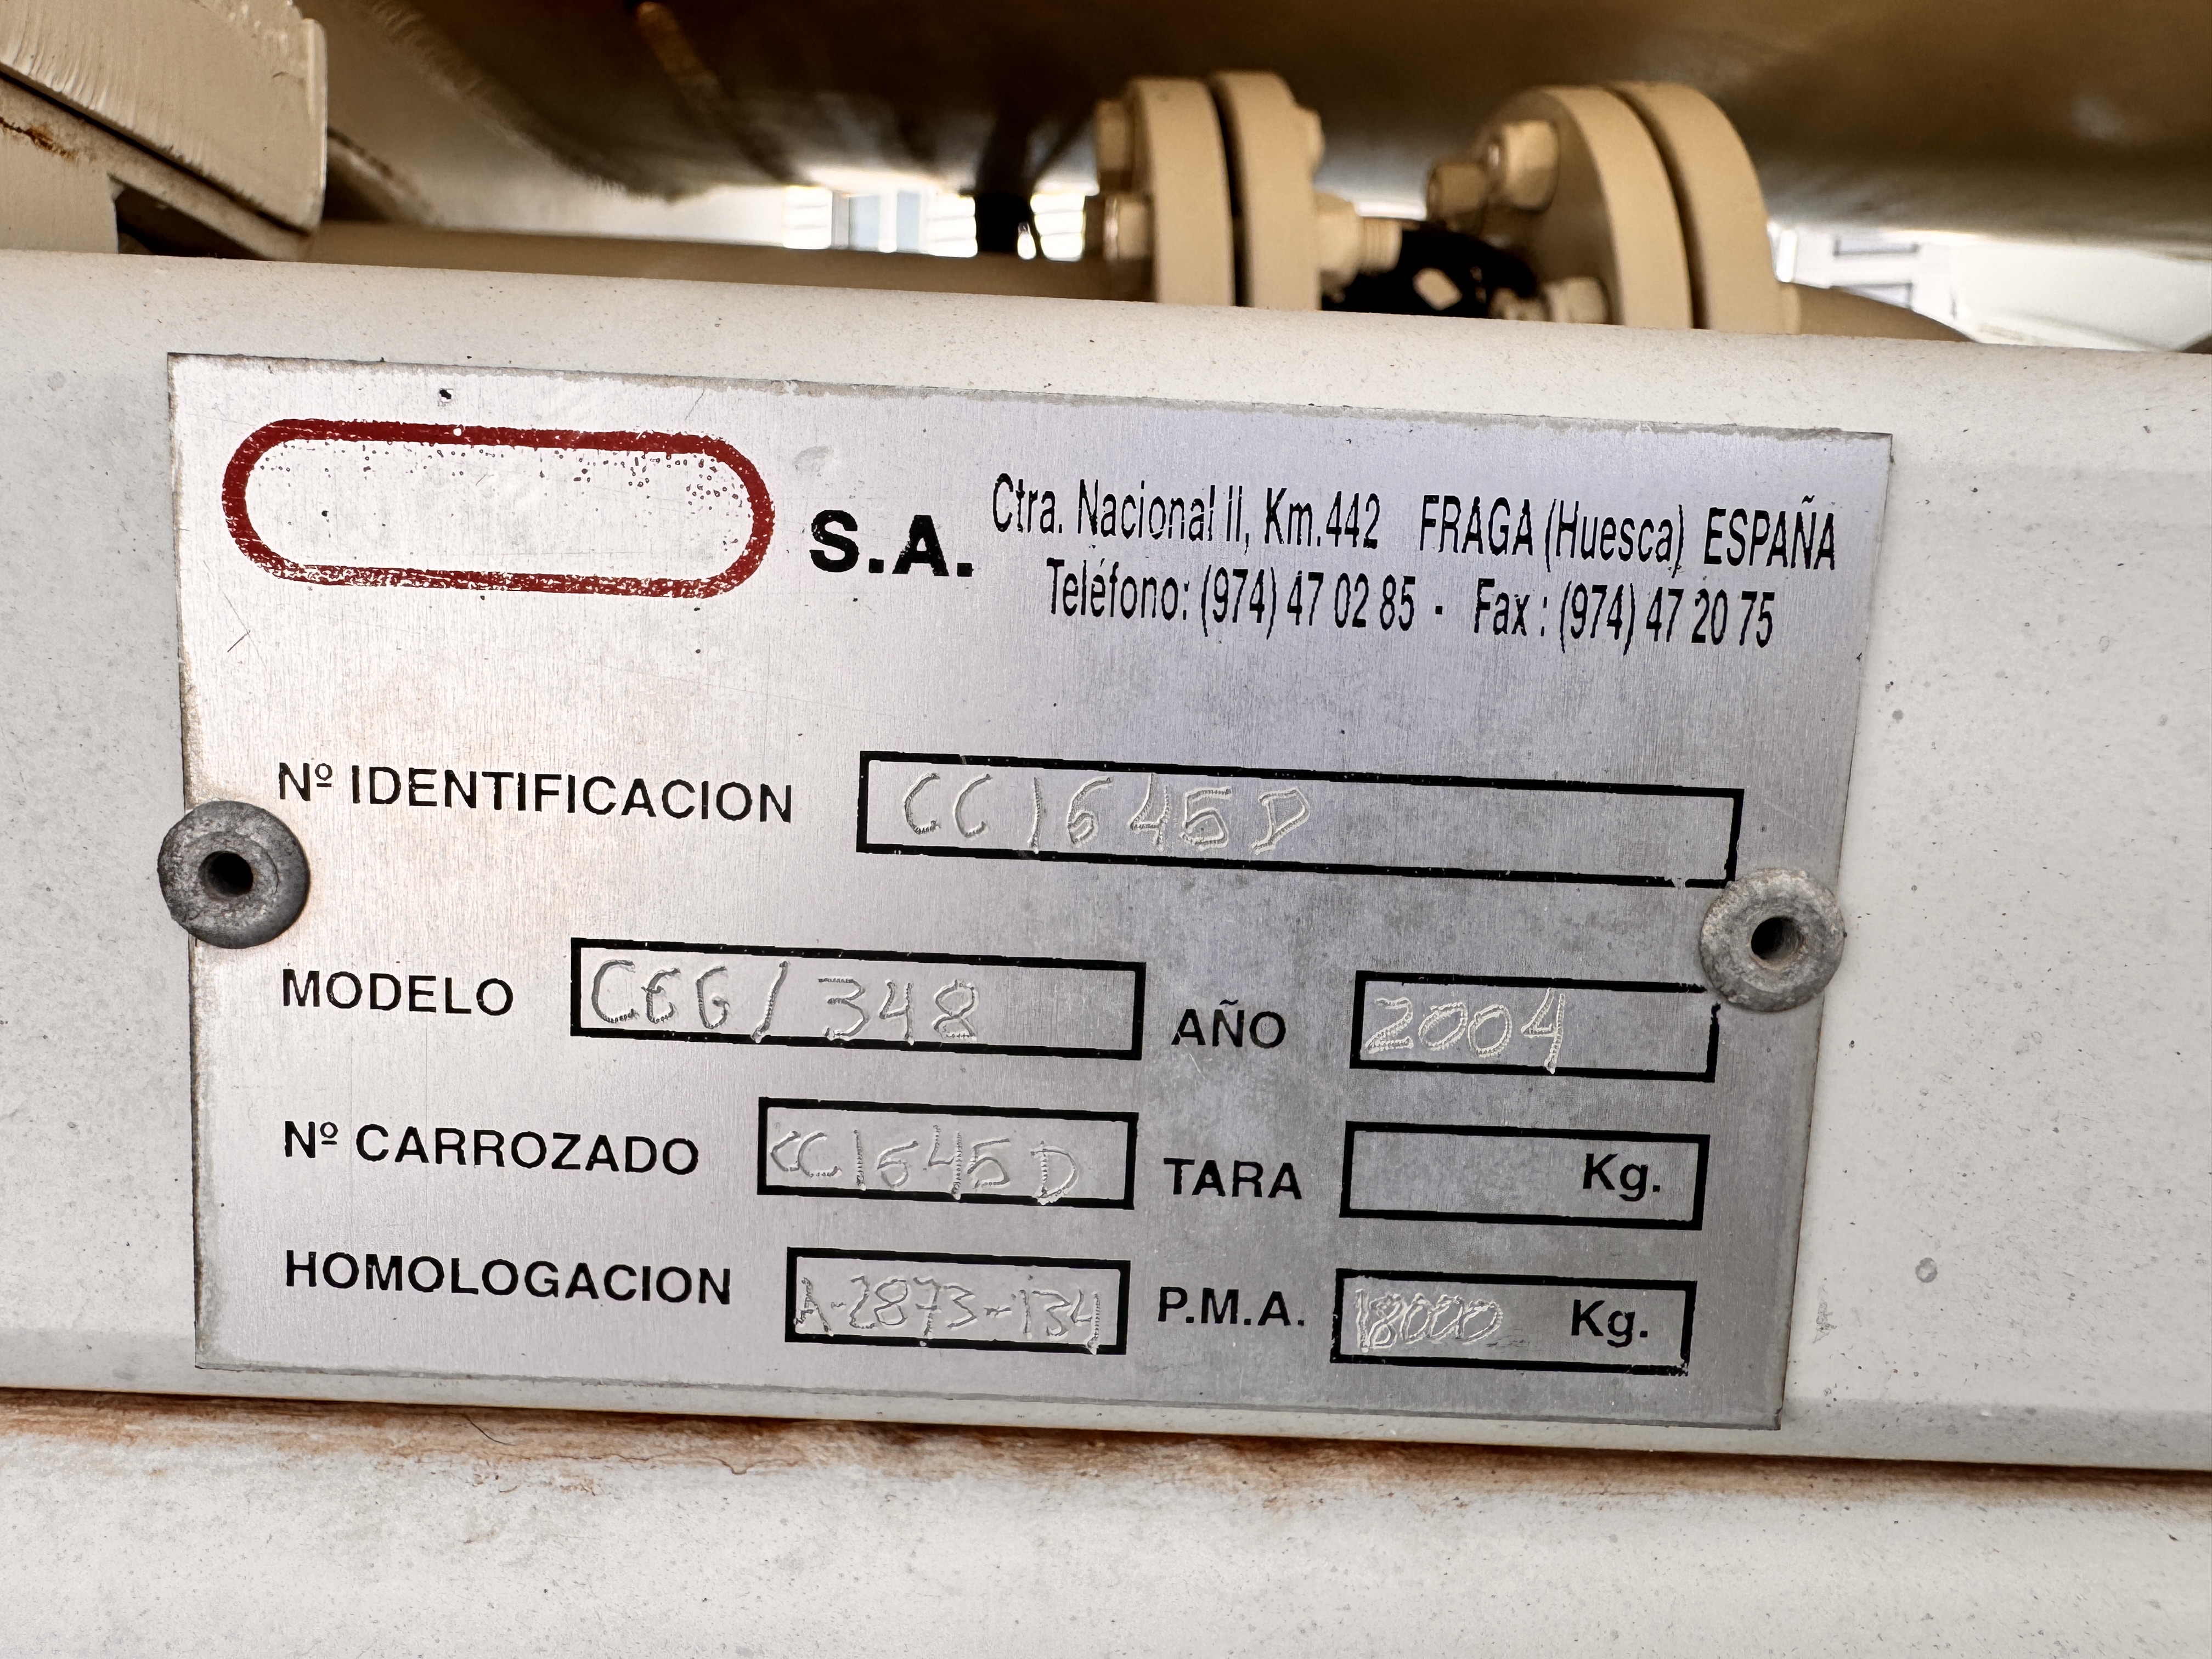 S.A.
Ctra. Nacional II, Km.442 FRAGA (Huesca) ESPAÑA
Teléfono: (974) 47 02 85 - Fax : (974) 47 20 75
Nº IDENTIFICACION CC1645D
MODELO CGG/348 AÑO 2004
Nº CARROZADO CC1645D TARA Kg.
HOMOLOGACION A-2873-134 P.M.A. 18000 Kg.